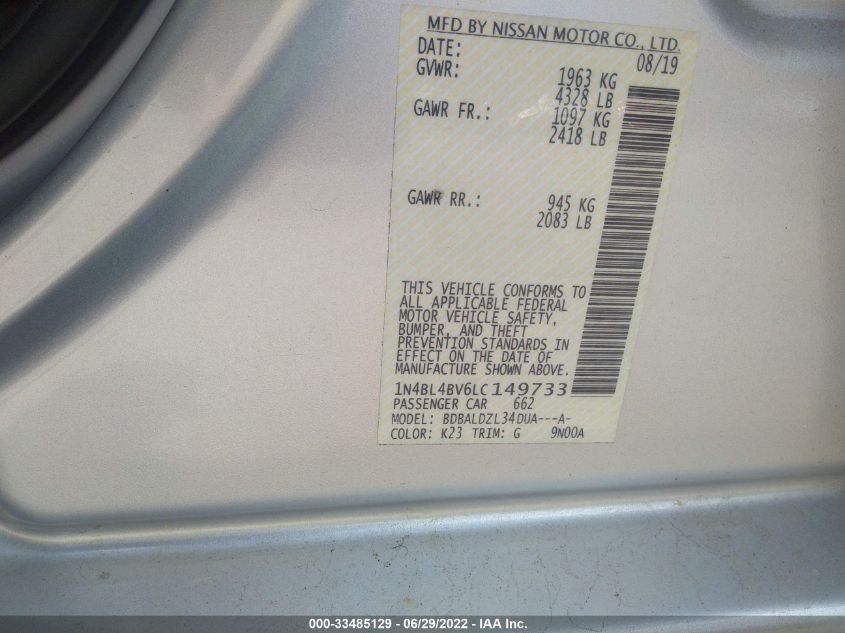 MFD BY NISSAN MOTOR CO., LTD.
DATE: 08/19
GVWR: 1963 KG
4328 LB
GAWR FR.: 1097 KG
2418 LB
GAWR RR.: 945 KG
2083 LB
THIS VEHICLE CONFORMS TO
ALL APPLICABLE FEDERAL
MOTOR VEHICLE SAFETY,
BUMPER, AND THEFT
PREVENTION STANDARDS IN
EFFECT ON THE DATE OF
MANUFACTURE SHOWN ABOVE.
1N4BL4BV6LC149733
PASSENGER CAR 662
MODEL: BDBALDZL34DUA---A-
COLOR: K23 TRIM: G 9N00A
000-33485129 - 06/29/2022 - IAA Inc.